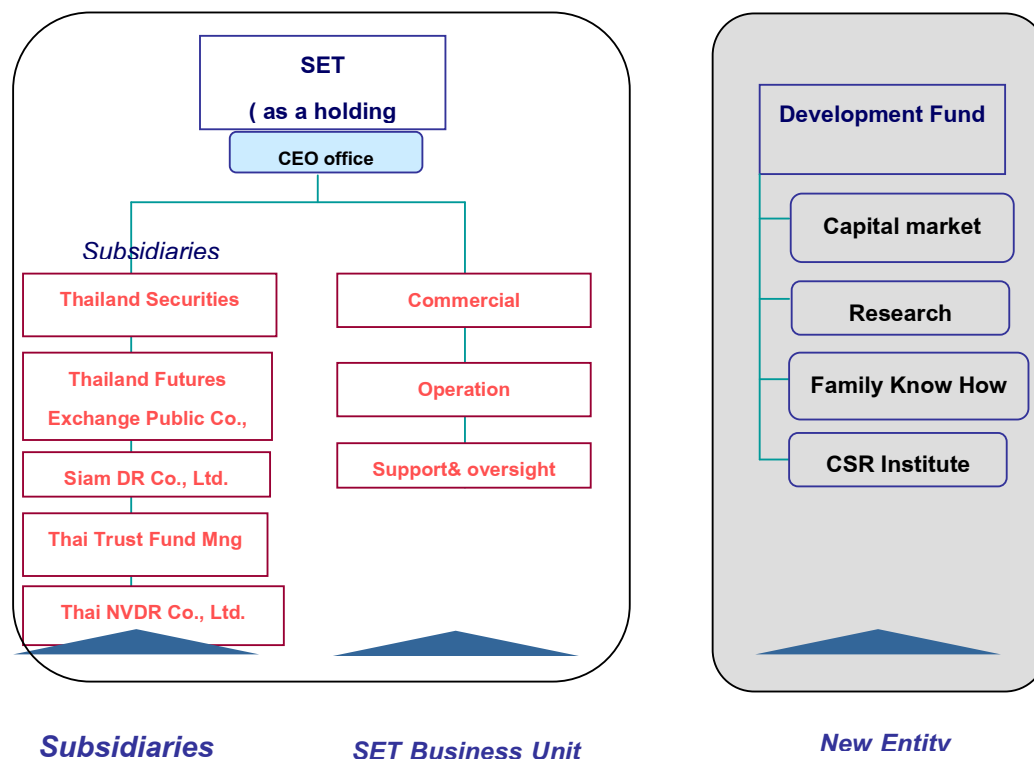 SET
( as a holding
CEO office
Subsidiaries
Thailand Securities
Thailand Futures
Exchange Public Co.,
Siam DR Co., Ltd.
Thai Trust Fund Mng
Thai NVDR Co., Ltd.
Commercial
Operation
Support& oversight
Development Fund
Capital market
Research
Family Know How
CSR Institute
Subsidiaries
SET Business Unit
New Entity